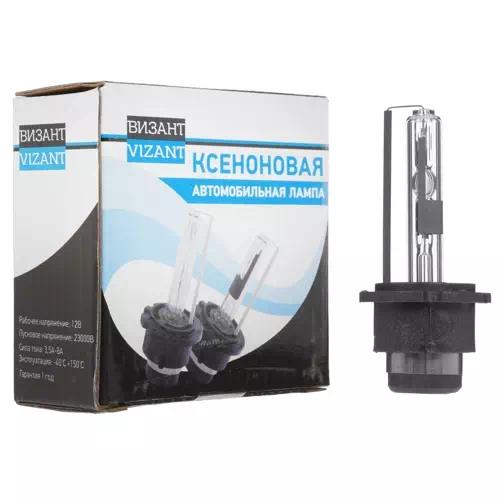 ВИЗАНТ
VIZANT
ВИЗАНТ
VIZANT
КСЕНОНОВАЯ
АВТОМОБИЛЬНАЯ ЛАМПА
Рабочее напряжение: 12В
Пусковое напряжение: 23000В
Сила тока: 3,5А-8А
Эксплуатация: -40°C +150°C
Гарантия 1 год